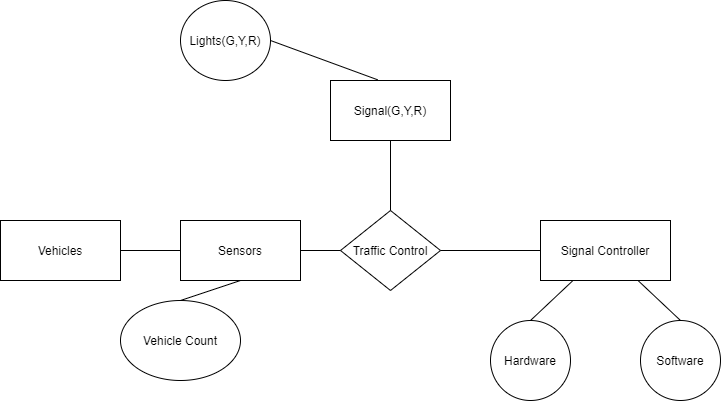 Lights(G,Y,R)
Signal(G,Y,R)
Vehicles
Sensors
Traffic Control
Signal Controller
Vehicle Count
Hardware
Software